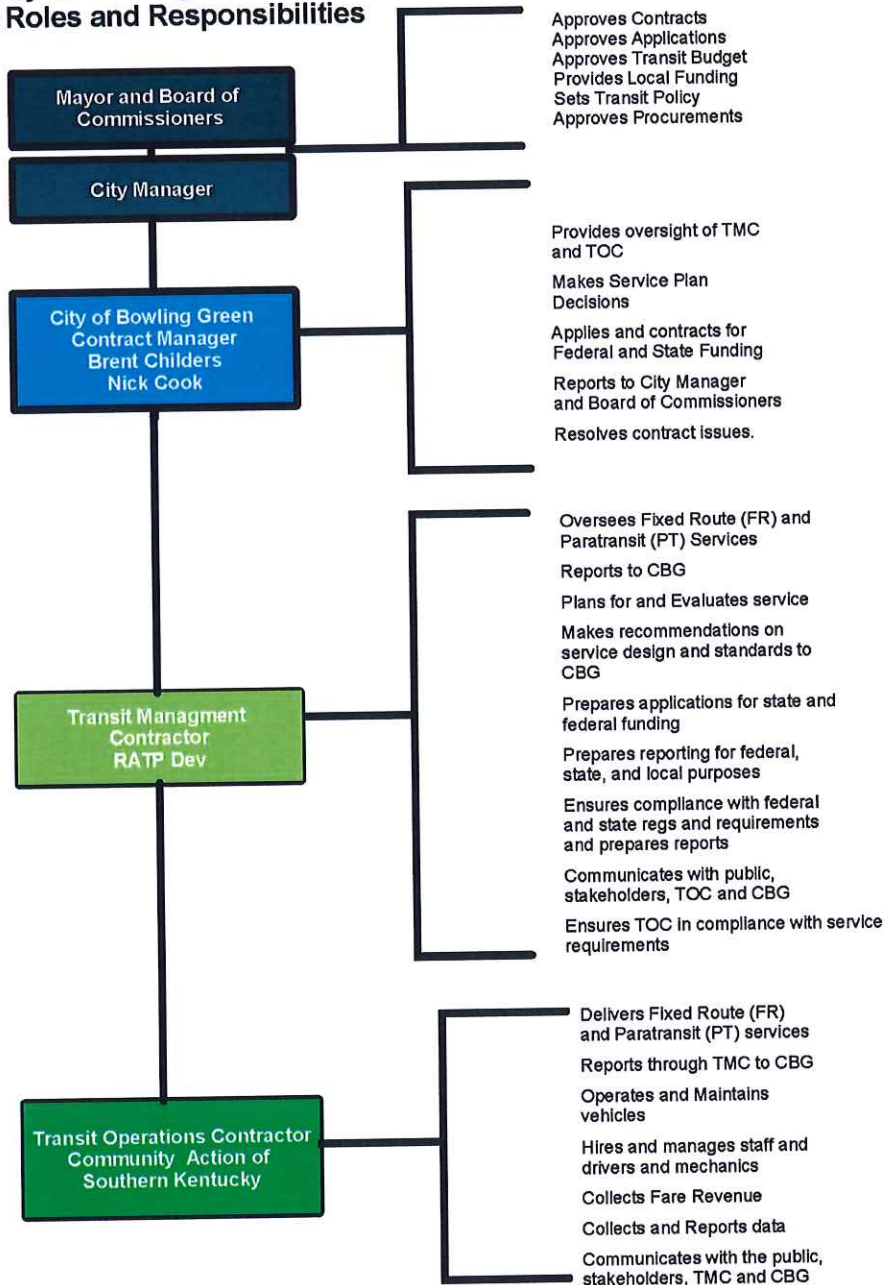 Roles and Responsibilities
Mayor and Board of
Commissioners
City Manager
Approves Contracts
Approves Applications
Approves Transit Budget
Provides Local Funding
Sets Transit Policy
Approves Procurements
City of Bowling Green
Contract Manager
Brent Childers
Nick Cook
Provides oversight of TMC
and TOC
Makes Service Plan
Decisions
Applies and contracts for
Federal and State Funding
Reports to City Manager
and Board of Commissioners
Resolves contract issues.
Transit Managment
Contractor
RATP Dev
Oversees Fixed Route (FR) and
Paratransit (PT) Services
Reports to CBG
Plans for and Evaluates service
Makes recommendations on
service design and standards to
CBG
Prepares applications for state and
federal funding
Prepares reporting for federal,
state, and local purposes
Ensures compliance with federal
and state regs and requirements
and prepares reports
Communicates with public,
stakeholders, TOC and CBG
Ensures TOC in compliance with service
requirements
Transit Operations Contractor
Community Action of
Southern Kentucky
Delivers Fixed Route (FR)
and Paratransit (PT) services
Reports through TMC to CBG
Operates and Maintains
vehicles
Hires and manages staff and
drivers and mechanics
Collects Fare Revenue
Collects and Reports data
Communicates with the public,
stakeholders, TMC and CBG